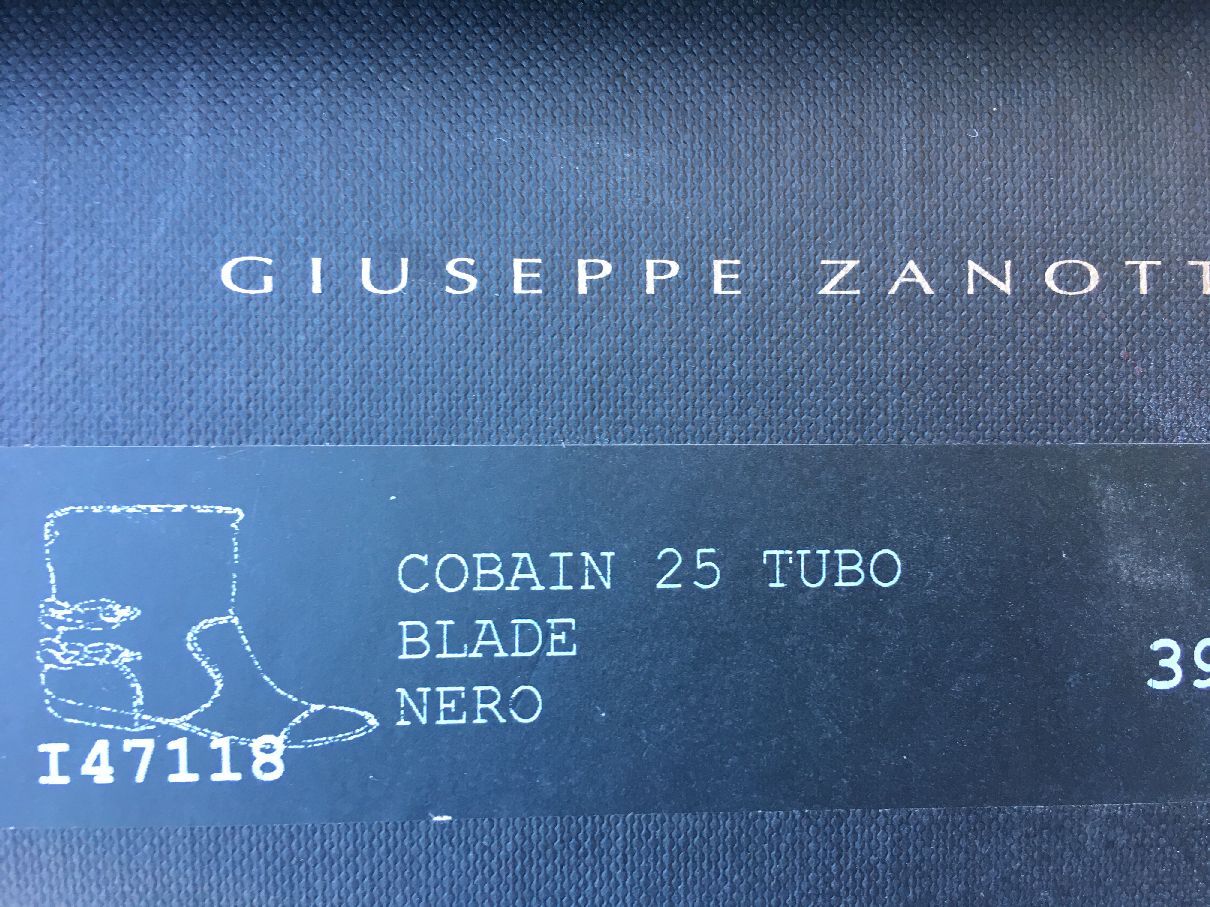 GIUSEPPE ZANOTT
COBAIN 25 TUBO
BLADE
NERO
39
I47118